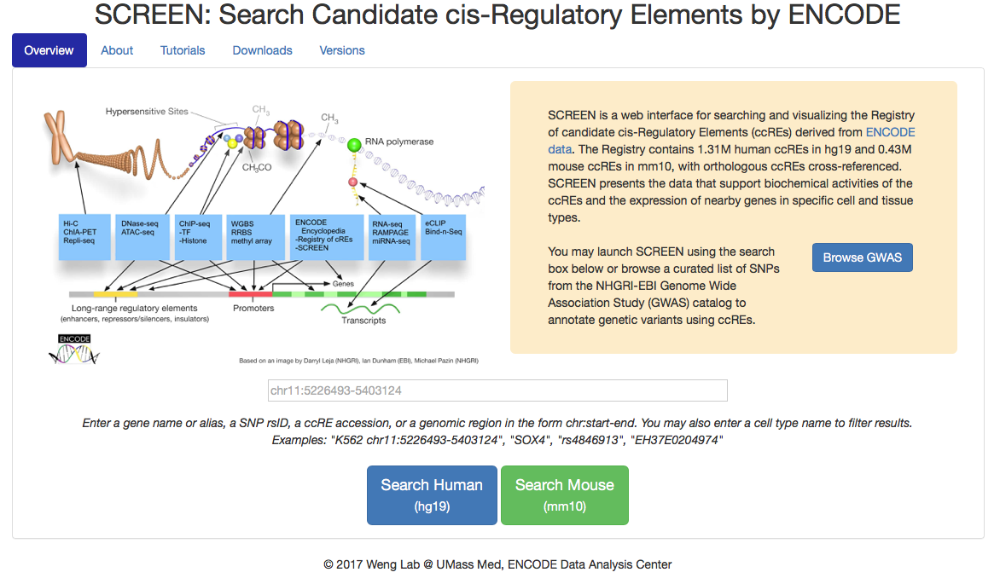 SCREEN: Search Candidate cis-Regulatory Elements by ENCODE
Overview
About
Tutorials
Downloads
Versions
Hypersensitive Sites
CH3
CH3
RNA polymerase
CH3CO
Hi-C
ChIA-PET
Repli-seq
DNase-seq
ATAC-seq
ChIP-seq
-TF
-Histone
WGBS
RRBS
methyl array
ENCODE
Encyclopedia
-Registry of cREs
-SCREEN
RNA-seq
RAMPAGE
miRNA-seq
eCLIP
Bind-n-Seq
Genes
Long-range regulatory elements
(enhancers, repressors/silencers, insulators)
Promoters
Transcripts
ENCODE
Based on an image by Darryl Leja (NHGRI), Ian Dunham (EBI), Michael Pazin (NHGRI)
SCREEN is a web interface for searching and visualizing the Registry
of candidate cis-Regulatory Elements (ccREs) derived from ENCODE
data. The Registry contains 1.31M human ccREs in hg19 and 0.43M
mouse ccREs in mm10, with orthologous ccREs cross-referenced.
SCREEN presents the data that support biochemical activities of the
ccREs and the expression of nearby genes in specific cell and tissue
types.
You may launch SCREEN using the search
box below or browse a curated list of SNPs
from the NHGRI-EBI Genome Wide
Association Study (GWAS) catalog to
annotate genetic variants using ccREs.
Browse GWAS
chr11:5226493-5403124
Enter a gene name or alias, a SNP rsID, a ccRE accession, or a genomic region in the form chr:start-end. You may also enter a cell type name to filter results.
Examples: "K562 chr11:5226493-5403124", "SOX4", "rs4846913", "EH37E0204974"
Search Human
(hg19)
Search Mouse
(mm10)
© 2017 Weng Lab @ UMass Med, ENCODE Data Analysis Center